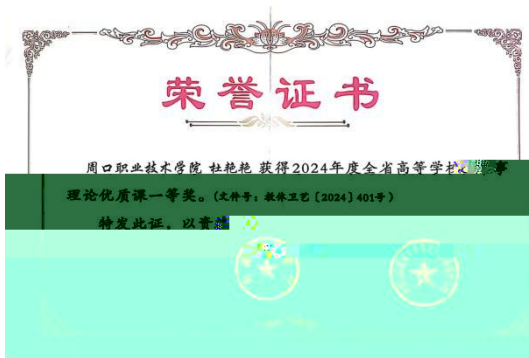 荣誉证书
周口职业技术学院 杜艳艳 获得2024年度全省高等学校 事
理论优质课一等奖。(文件号:教体卫艺〔2024〕401号)
特发此证，以资